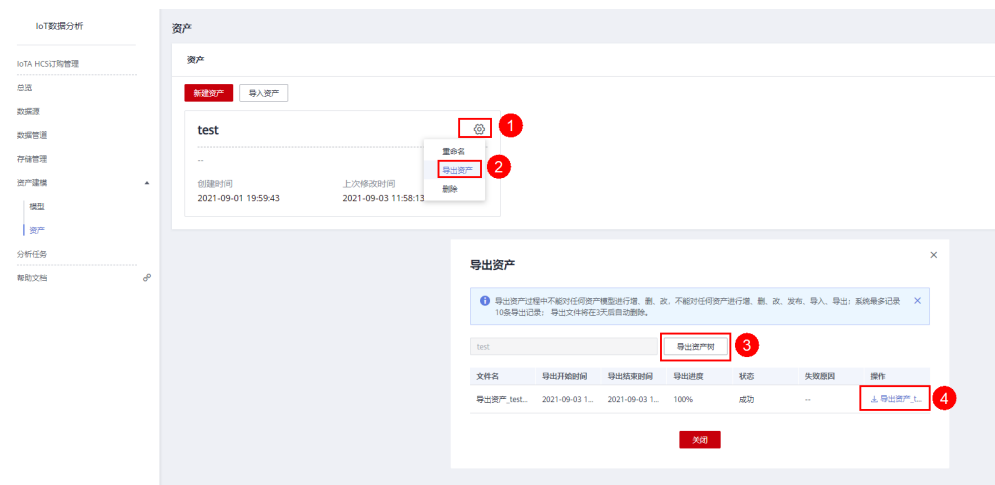 IoT数据分析
IoTA HCS订购管理
总览
数据源
数据管道
存储管理
资产建模
模型
资产
分析任务
帮助文档
资产
资产
新建资产
导入资产
test
1
--
重命名
导出资产
2
删除
创建时间
上次修改时间
2021-09-01 19:59:43
2021-09-03 11:58:13
导出资产
导出资产过程中不能对任何资产模型进行增、删、改，不能对任何资产进行增、删、改、发布、导入、导出；系统最多记录
10条导出记录； 导出文件将在3天后自动删除。
test
导出资产树
3
文件名 导出开始时间 导出结束时间 导出进度 状态 失败原因 操作
导出资产_test... 2021-09-03 1... 2021-09-03 1... 100% 成功 -- 导出资产_t...
4
关闭